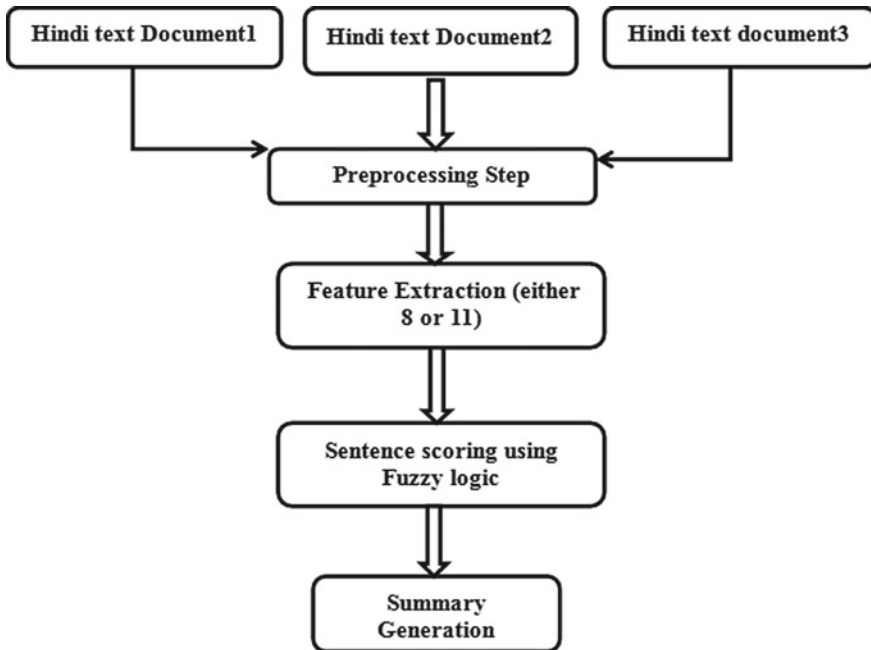 Hindi text Document1
Hindi text Document2
Hindi text document3
Preprocessing Step
Feature Extraction (either
8 or 11)
Sentence scoring using
Fuzzy logic
Summary
Generation